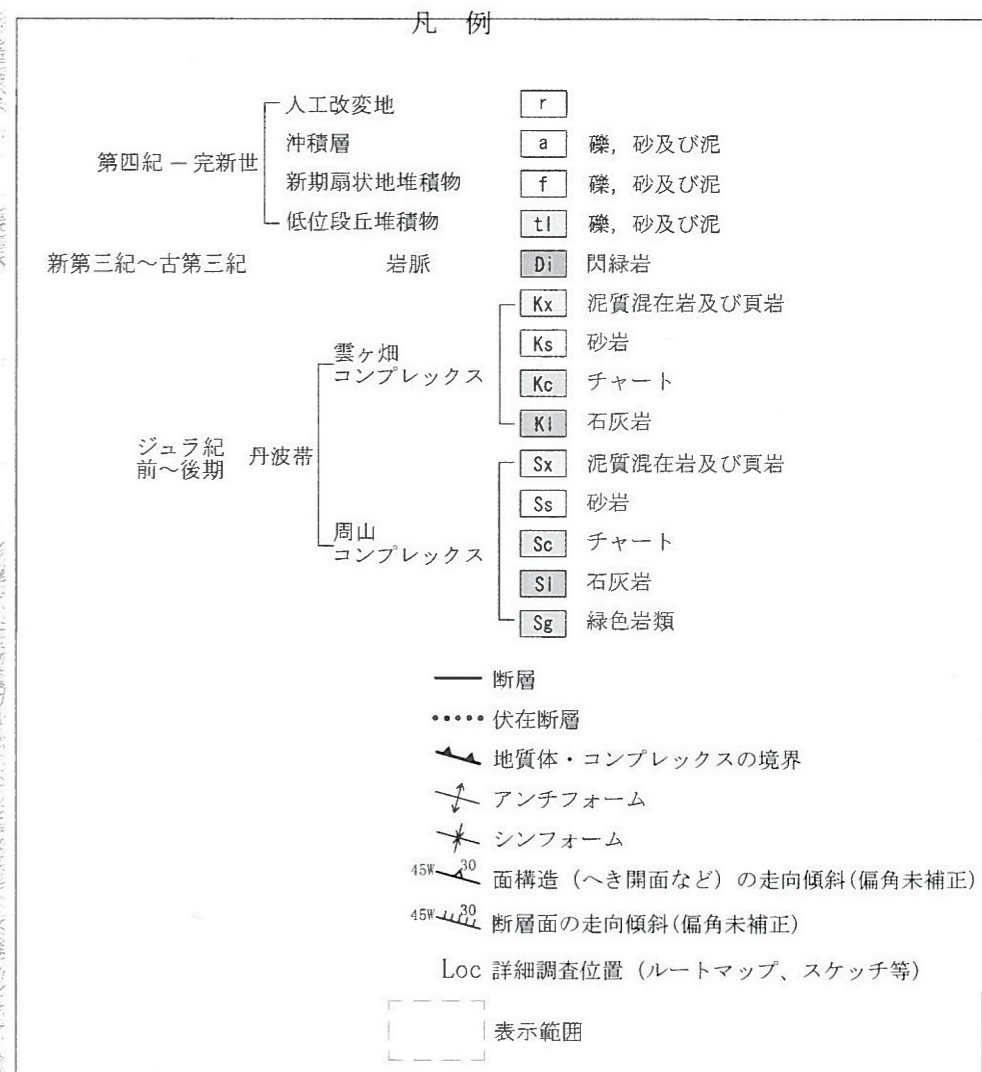 凡 例
人工改変地 r
沖積層 a 礫, 砂及び泥
第四紀 － 完新世
新期扇状地堆積物 f 礫, 砂及び泥
低位段丘堆積物 tl 礫, 砂及び泥
新第三紀～古第三紀 岩脈 Di 閃緑岩
Kx 泥質混在岩及び頁岩
Ks 砂岩
雲ヶ畑
コンプレックス
Kc チャート
Kl 石灰岩
ジュラ紀
前～後期
丹波帯
Sx 泥質混在岩及び頁岩
Ss 砂岩
周山
コンプレックス
Sc チャート
Sl 石灰岩
Sg 緑色岩類
断層
伏在断層
地質体・コンプレックスの境界
アンチフォーム
シンフォーム
45W 30 面構造（へき開面など）の走向傾斜(偏角未補正)
45W 30 断層面の走向傾斜(偏角未補正)
Loc 詳細調査位置（ルートマップ、スケッチ等）
表示範囲